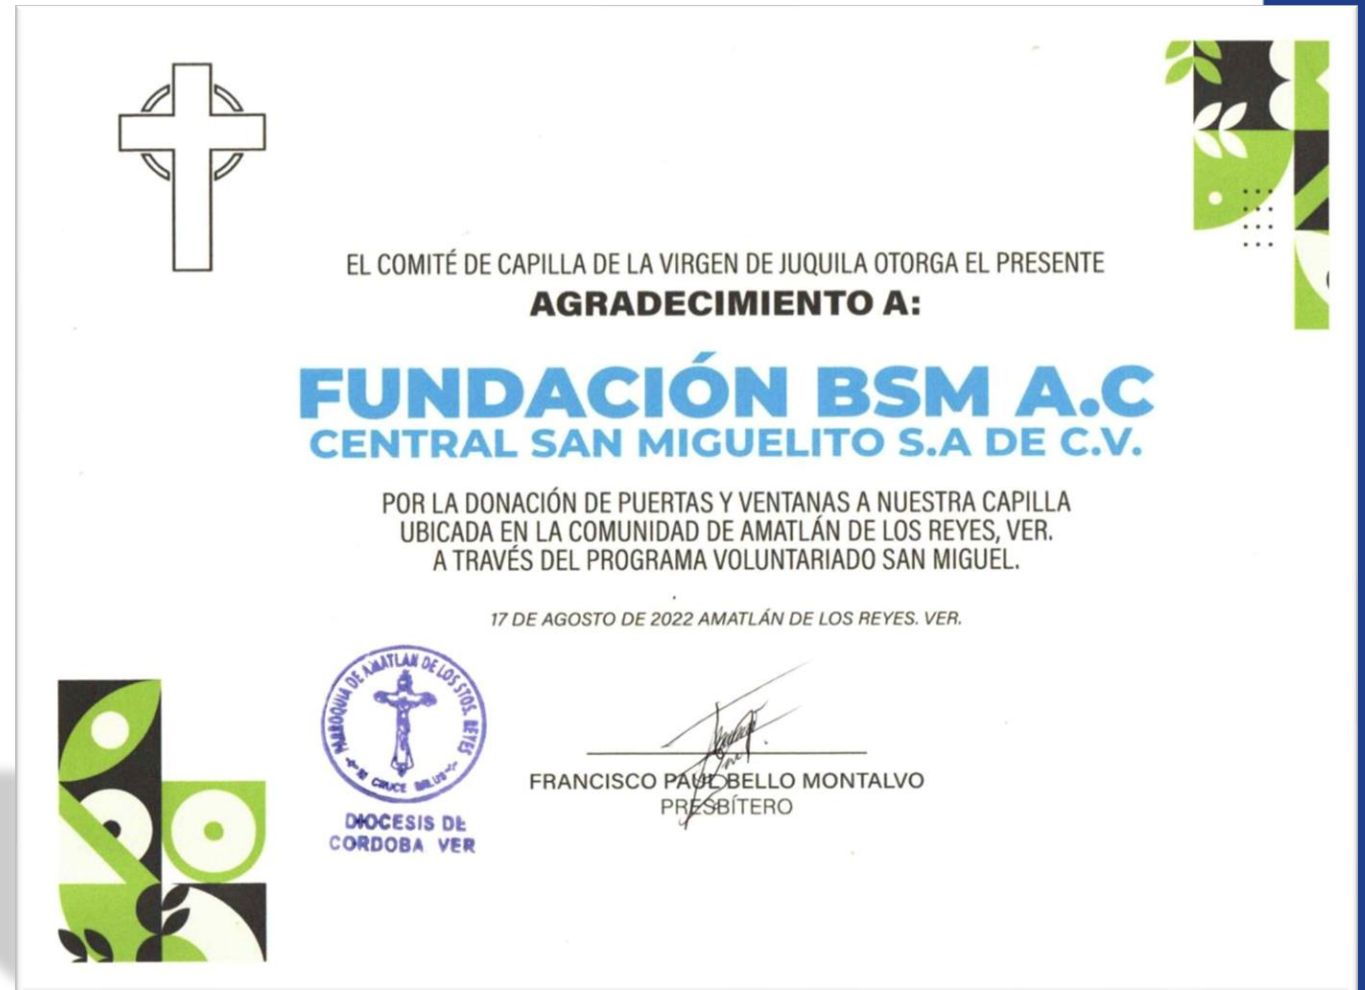 EL COMITÉ DE CAPILLA DE LA VIRGEN DE JUQUILA OTORGA EL PRESENTE
AGRADECIMIENTO A:
FUNDACIÓN BSM A.C
CENTRAL SAN MIGUELITO S.A DE C.V.
POR LA DONACIÓN DE PUERTAS Y VENTANAS A NUESTRA CAPILLA
UBICADA EN LA COMUNIDAD DE AMATLÁN DE LOS REYES, VER.
A TRAVÉS DEL PROGRAMA VOLUNTARIADO SAN MIGUEL.
17 DE AGOSTO DE 2022 AMATLÁN DE LOS REYES. VER.
PARROQUIA DE AMATLAN DE LOS STOS. REYES
CRUCE
DIOCESIS DE
CORDOBA VER
FRANCISCO PAUL BELLO MONTALVO
PRESBÍTERO